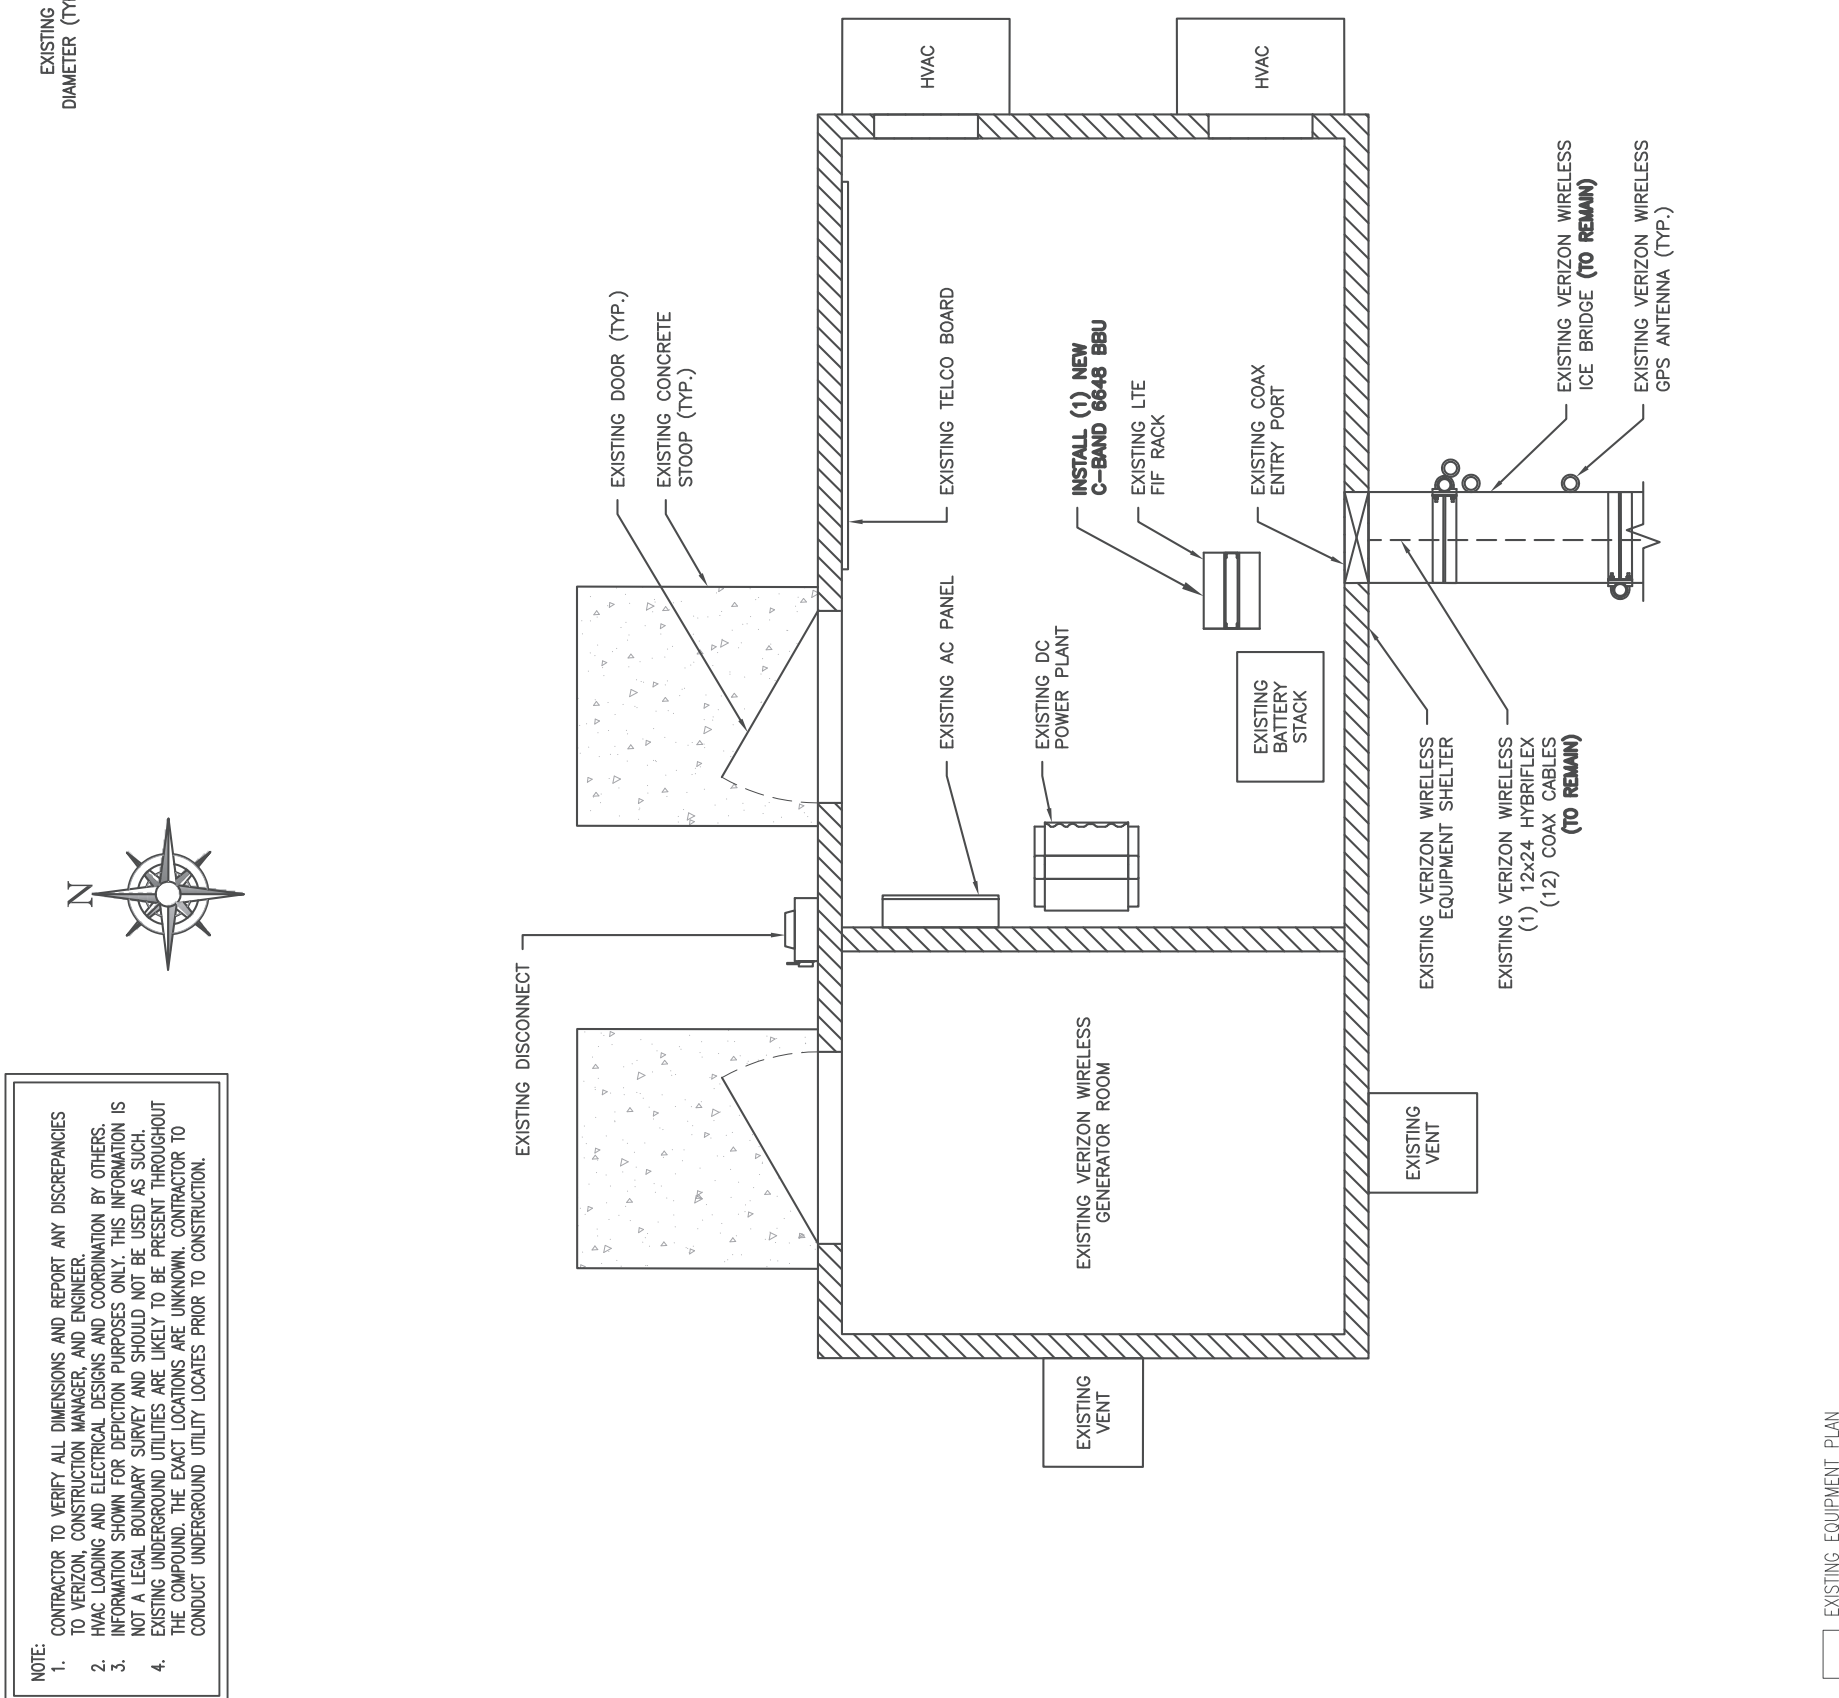 NOTE:
1. CONTRACTOR TO VERIFY ALL DIMENSIONS AND REPORT ANY DISCREPANCIES
TO VERIZON, CONSTRUCTION MANAGER, AND ENGINEER.
2. HVAC LOADING AND ELECTRICAL DESIGNS AND COORDINATION BY OTHERS.
3. INFORMATION SHOWN FOR DEPICTION PURPOSES ONLY. THIS INFORMATION IS
NOT A LEGAL BOUNDARY SURVEY AND SHOULD NOT BE USED AS SUCH.
4. EXISTING UNDERGROUND UTILITIES ARE LIKELY TO BE PRESENT THROUGHOUT
THE COMPOUND. THE EXACT LOCATIONS ARE UNKNOWN. CONTRACTOR TO
CONDUCT UNDERGROUND UTILITY LOCATES PRIOR TO CONSTRUCTION.
N
EXISTING
DIAMETER (TY
EXISTING DISCONNECT
EXISTING DOOR (TYP.)
EXISTING CONCRETE
STOOP (TYP.)
HVAC
HVAC
EXISTING AC PANEL
EXISTING TELCO BOARD
EXISTING DC
POWER PLANT
INSTALL (1) NEW
C-BAND 6648 BBU
EXISTING LTE
FIF RACK
EXISTING COAX
ENTRY PORT
EXISTING
BATTERY
STACK
EXISTING VERIZON WIRELESS
GENERATOR ROOM
EXISTING
VENT
EXISTING
VENT
EXISTING VERIZON WIRELESS
EQUIPMENT SHELTER
EXISTING VERIZON WIRELESS
(1) 12x24 HYBRIFLEX
(12) COAX CABLES
(TO REMAIN)
EXISTING VERIZON WIRELESS
ICE BRIDGE (TO REMAIN)
EXISTING VERIZON WIRELESS
GPS ANTENNA (TYP.)
EXISTING EQUIPMENT PLAN